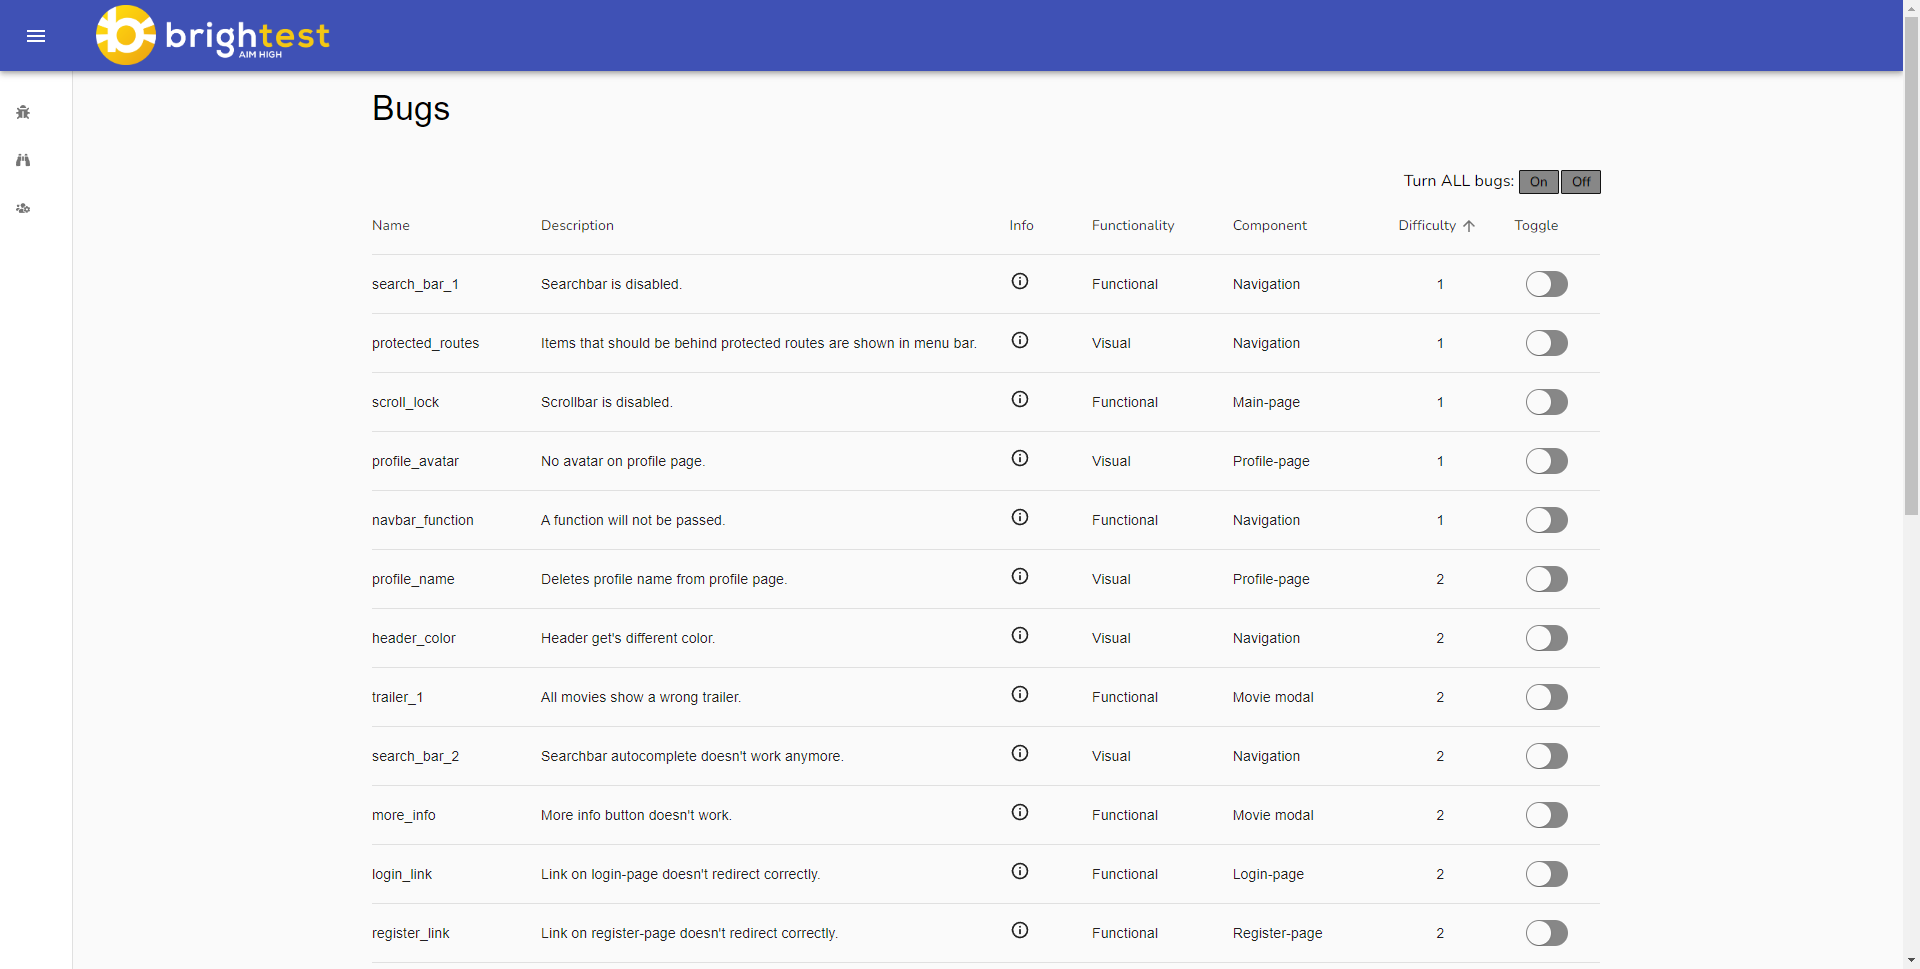 brightest
AIM HIGH
Bugs
Turn ALL bugs: On Off
Name Description Info Functionality Component Difficulty Toggle
search_bar_1 Searchbar is disabled. Functional Navigation 1
protected_routes Items that should be behind protected routes are shown in menu bar. Visual Navigation 1
scroll_lock Scrollbar is disabled. Functional Main-page 1
profile_avatar No avatar on profile page. Visual Profile-page 1
navbar_function A function will not be passed. Functional Navigation 1
profile_name Deletes profile name from profile page. Visual Profile-page 2
header_color Header get's different color. Visual Navigation 2
trailer_1 All movies show a wrong trailer. Functional Movie modal 2
search_bar_2 Searchbar autocomplete doesn't work anymore. Visual Navigation 2
more_info More info button doesn't work. Functional Movie modal 2
login_link Link on login-page doesn't redirect correctly. Functional Login-page 2
register_link Link on register-page doesn't redirect correctly. Functional Register-page 2